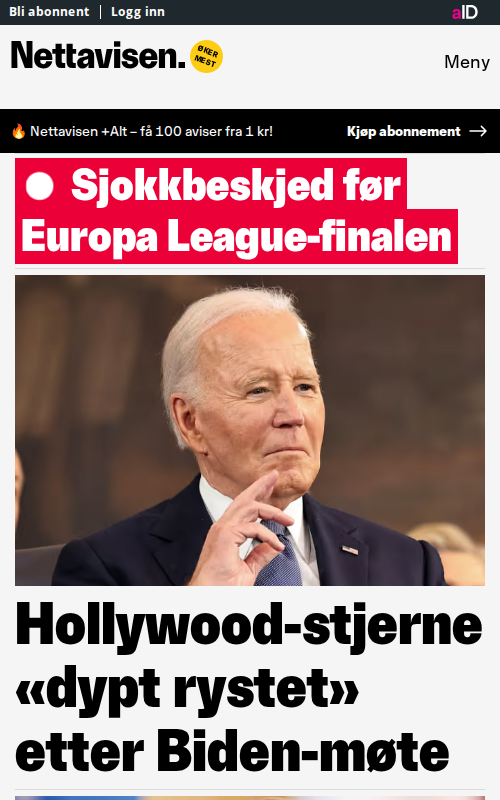 Bli abonnent | Logg inn
aID
Nettavisen.
ØKER
MEST
Meny
🔥 Nettavisen +Alt – få 100 aviser fra 1 kr!
Kjøp abonnement →
Sjokkbeskjed før
Europa League-finalen
Hollywood-stjerne
«dypt rystet»
etter Biden-møte